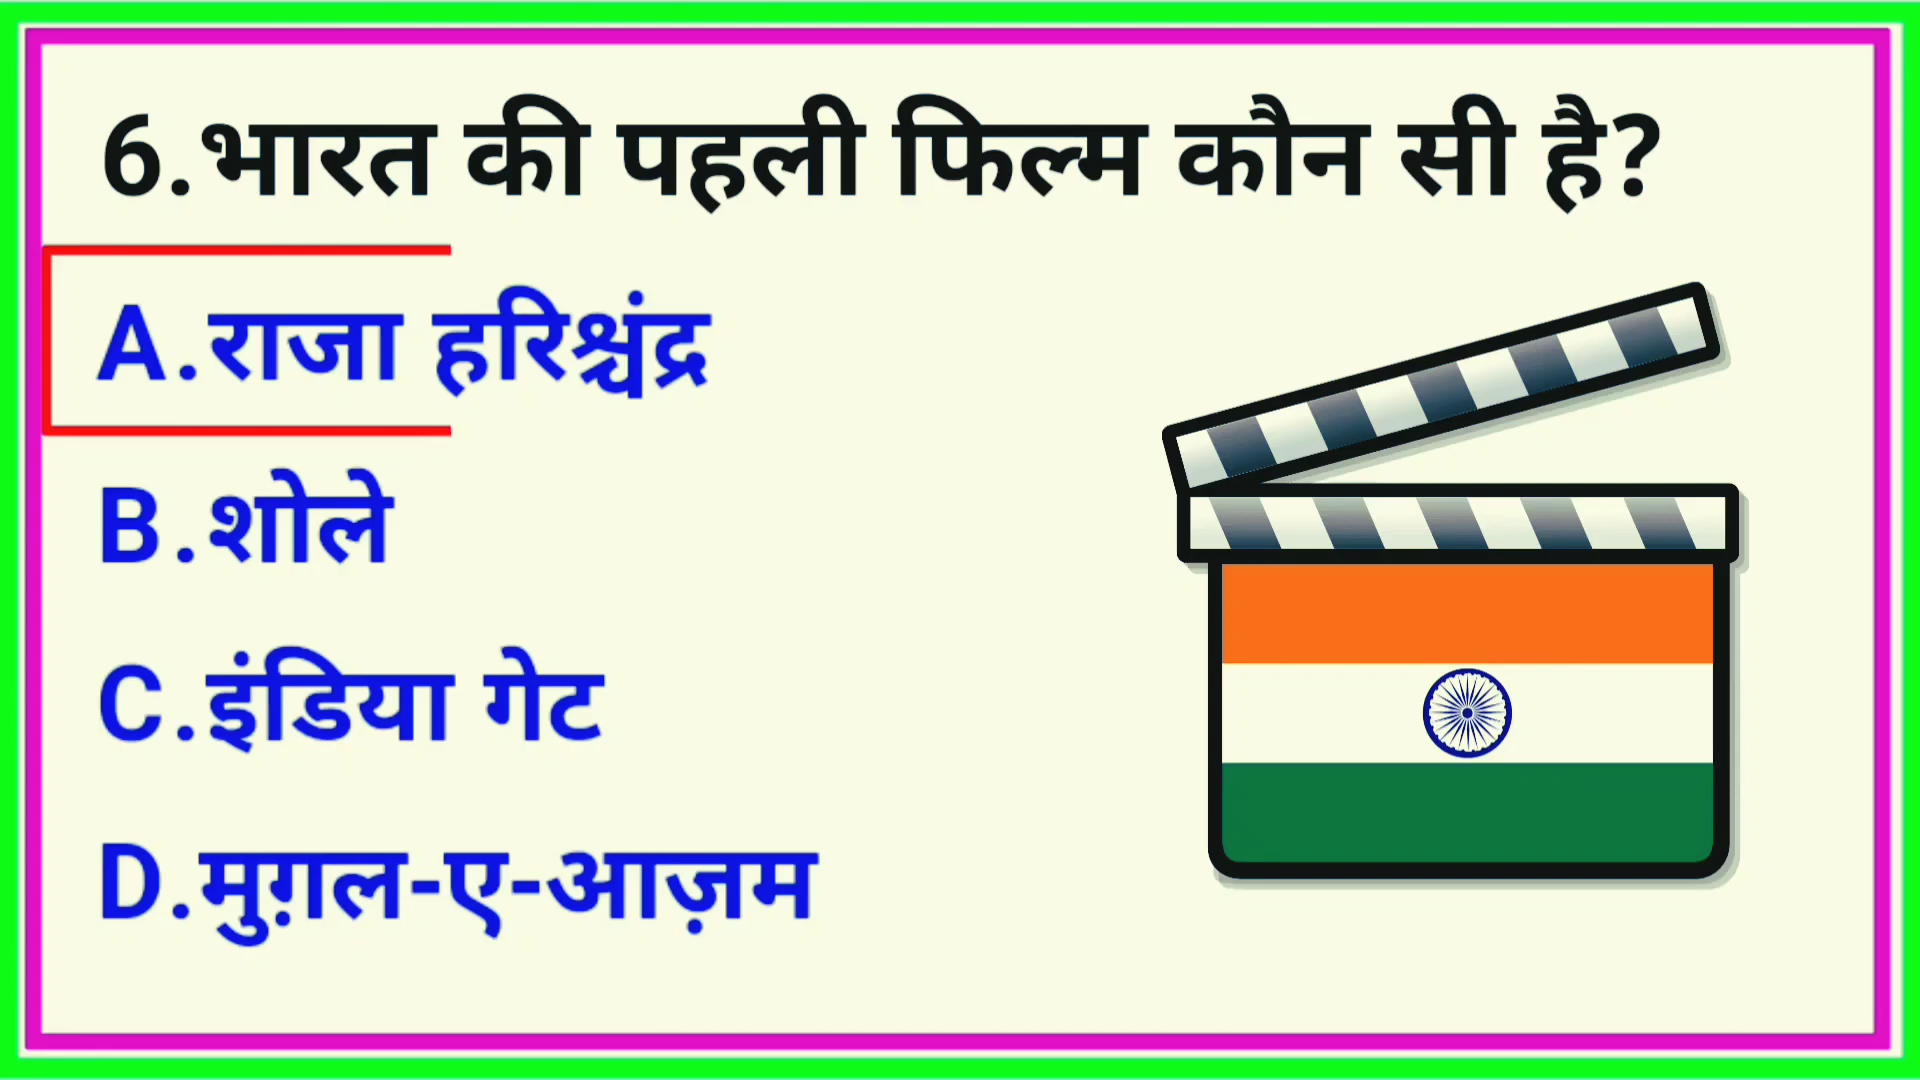 6.भारत की पहली फिल्म कौन सी है?
A.राजा हरिश्चंद्र
B.शोले
C.इंडिया गेट
D.मुग़ल-ए-आज़म